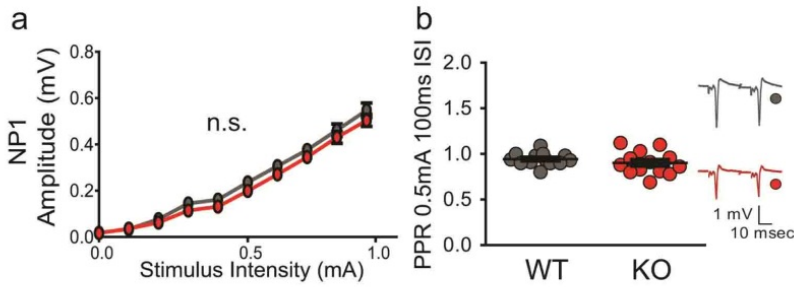 a
NP1
Amplitude (mV)
0.8
0.6
0.4
0.2
0.0
n.s.
0.0 0.5 1.0
Stimulus Intensity (mA)
b
PPR 0.5mA 100ms ISI
2.0
1.5
1.0
0.5
0.0
WT KO
1 mV
10 msec